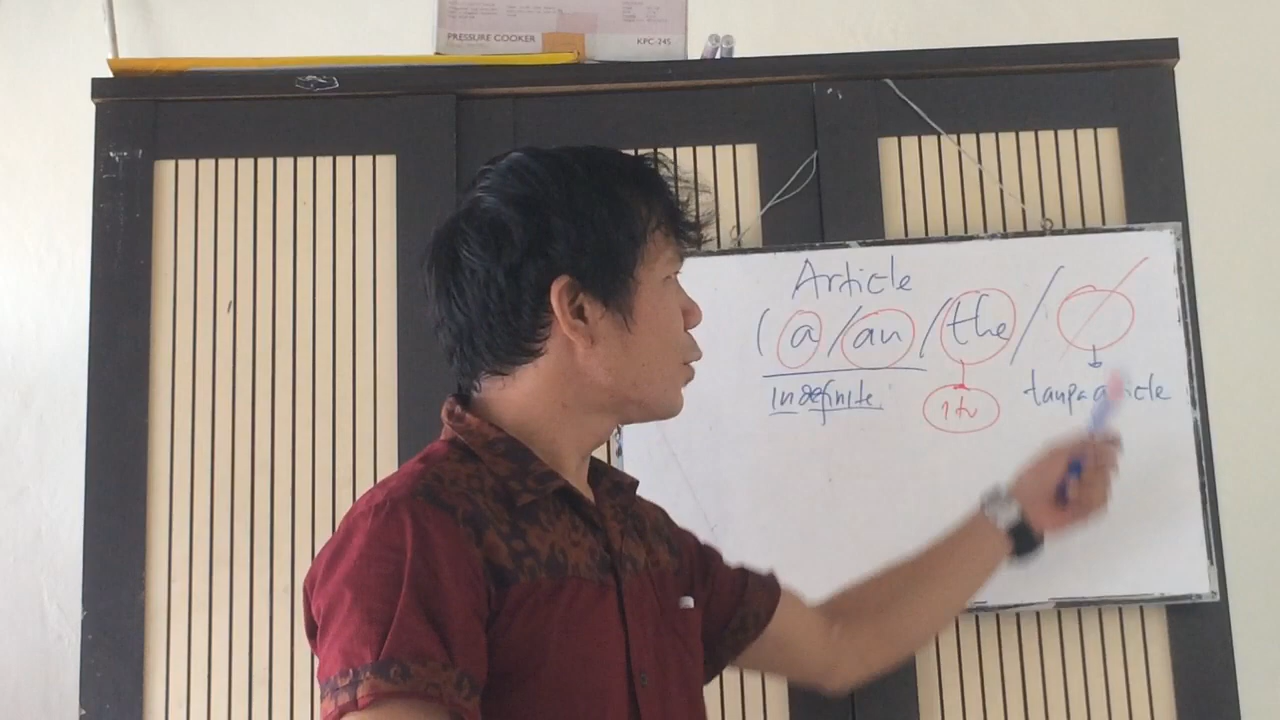 PRESSURE COOKER KPC-245
Article
(a/an/the/Ø
indefinite
itu
tanpa article